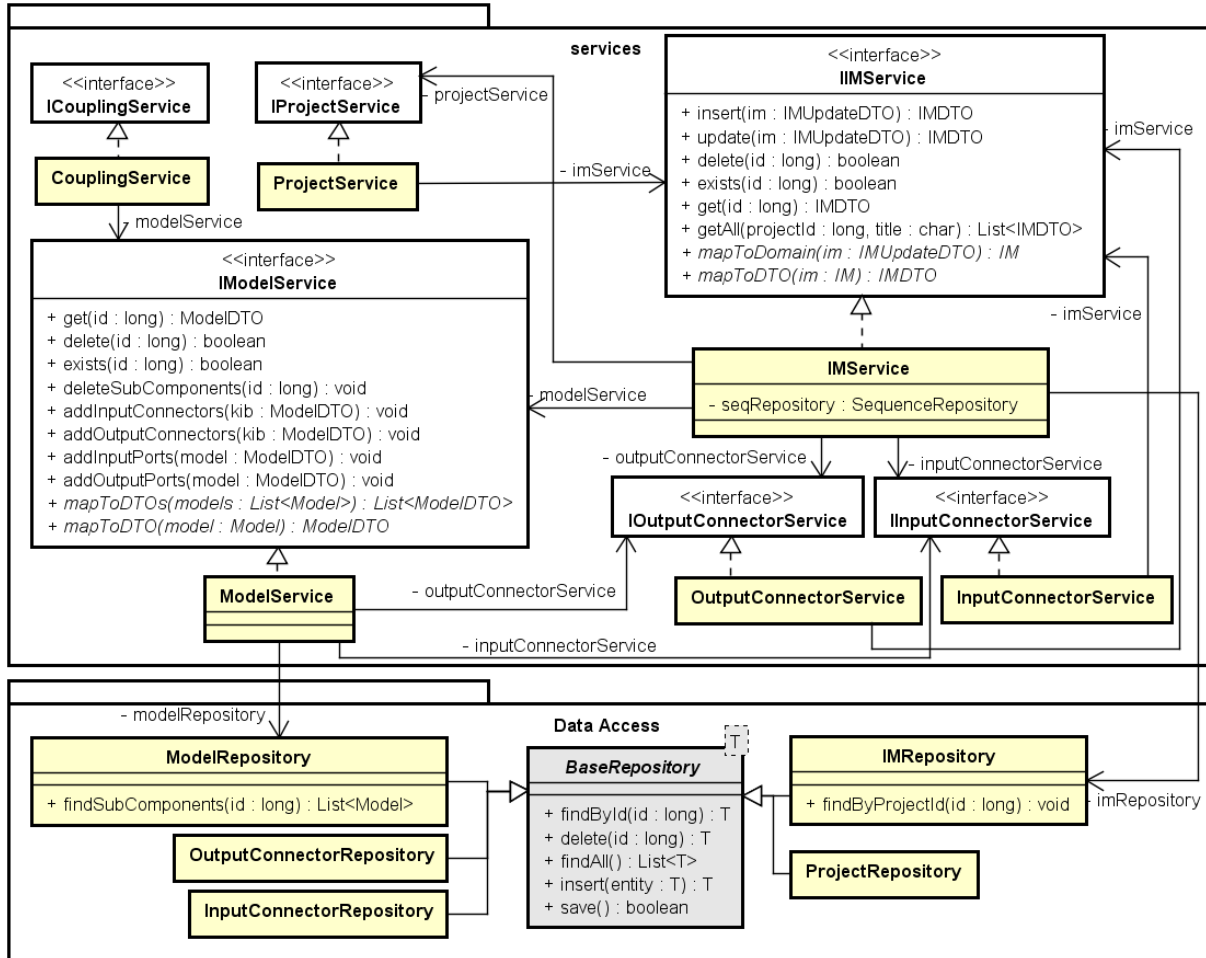 services
<<interface>>
ICouplingService
CouplingService
<<interface>>
IProjectService
ProjectService
- projectService
- imService
<<interface>>
IIMService
+ insert(im : IMUpdateDTO) : IMDTO
+ update(im : IMUpdateDTO) : IMDTO
+ delete(id : long) : boolean
+ exists(id : long) : boolean
+ get(id : long) : IMDTO
+ getAll(projectId : long, title : char) : List<IMDTO>
+ mapToDomain(im : IMUpdateDTO) : IM
+ mapToDTO(im : IM) : IMDTO
- imService
- imService
- modelService
<<interface>>
IModelService
+ get(id : long) : ModelDTO
+ delete(id : long) : boolean
+ exists(id : long) : boolean
+ deleteSubComponents(id : long) : void
+ addInputConnectors(kib : ModelDTO) : void
+ addOutputConnectors(kib : ModelDTO) : void
+ addInputPorts(model : ModelDTO) : void
+ addOutputPorts(model : ModelDTO) : void
+ mapToDTOs(models : List<Model>) : List<ModelDTO>
+ mapToDTO(model : Model) : ModelDTO
- modelService
IMService
- seqRepository : SequenceRepository
- outputConnectorService
- inputConnectorService
<<interface>>
IOutputConnectorService
<<interface>>
IInputConnectorService
ModelService
- outputConnectorService
OutputConnectorService
InputConnectorService
- inputConnectorService
- modelRepository
Data Access
ModelRepository
+ findSubComponents(id : long) : List<Model>
OutputConnectorRepository
InputConnectorRepository
T
BaseRepository
+ findById(id : long) : T
+ delete(id : long) : T
+ findAll() : List<T>
+ insert(entity : T) : T
+ save() : boolean
IMRepository
+ findByProjectId(id : long) : void
- imRepository
ProjectRepository